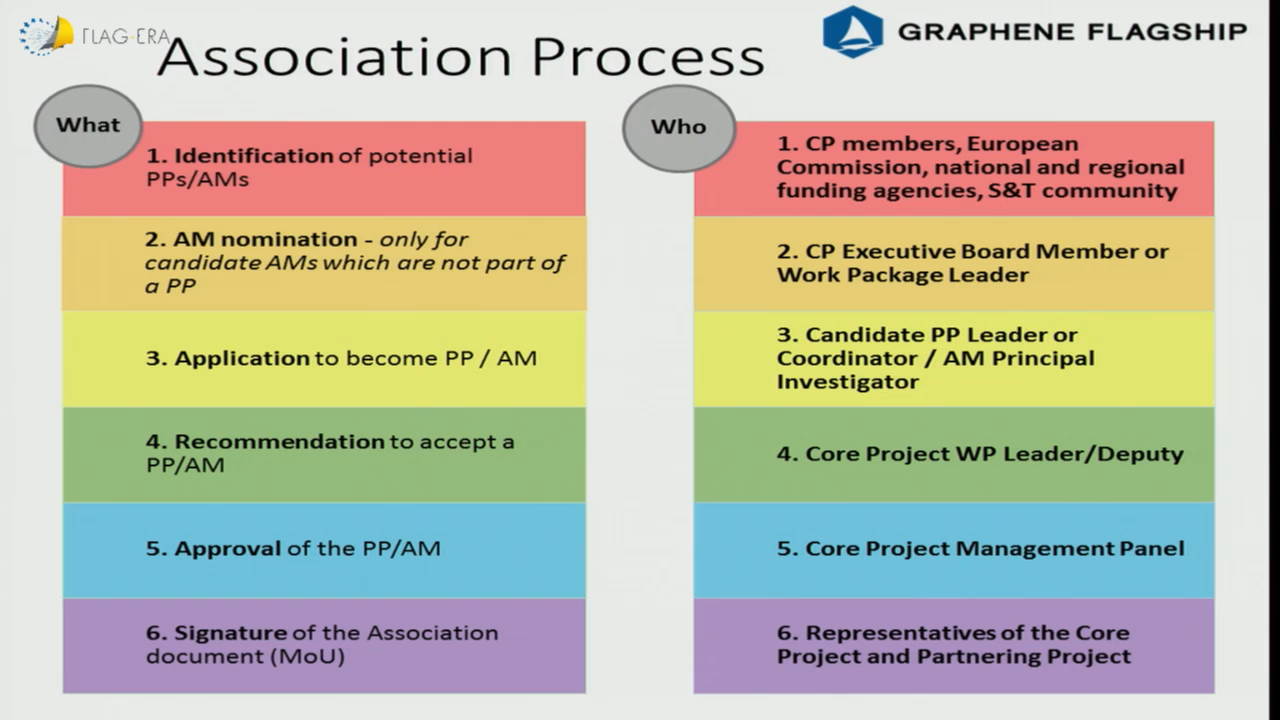 FLAG-ERA
GRAPHENE FLAGSHIP
Association Process
What
1. Identification of potential
PPs/AMs
2. AM nomination - only for
candidate AMs which are not part of
a PP
3. Application to become PP / AM
4. Recommendation to accept a
PP/AM
5. Approval of the PP/AM
6. Signature of the Association
document (MoU)
Who
1. CP members, European
Commission, national and regional
funding agencies, S&T community
2. CP Executive Board Member or
Work Package Leader
3. Candidate PP Leader or
Coordinator / AM Principal
Investigator
4. Core Project WP Leader/Deputy
5. Core Project Management Panel
6. Representatives of the Core
Project and Partnering Project